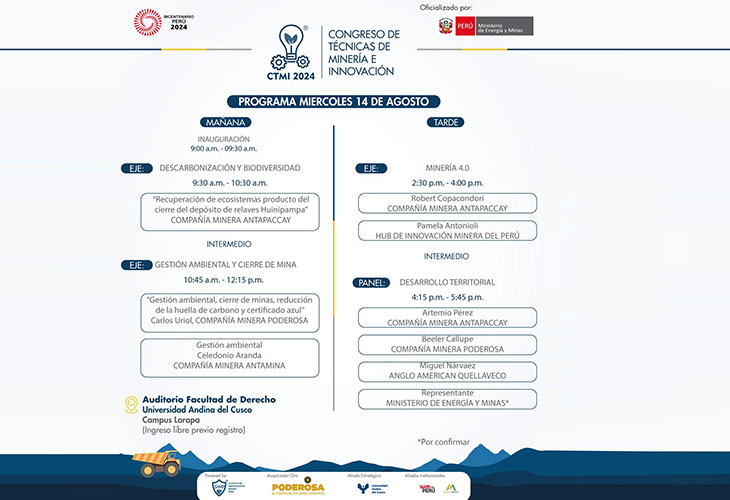 BICENTENARIO
PERÚ
2024
Oficializado por:
PERÚ
Ministerio
de Energía y Minas
CTMI 2024
CONGRESO DE
TÉCNICAS DE
MINERÍA E
INNOVACIÓN
PROGRAMA MIERCOLES 14 DE AGOSTO
MAÑANA
INAUGURACIÓN
9:00 a.m. - 09:30 a.m.
EJE: DESCARBONIZACIÓN Y BIODIVERSIDAD
9:30 a.m. - 10:30 a.m.
"Recuperación de ecosistemas producto del
cierre del depósito de relaves Huinipampa"
COMPAÑÍA MINERA ANTAPACCAY
INTERMEDIO
EJE: GESTIÓN AMBIENTAL Y CIERRE DE MINA
10:45 a.m. - 12:15 p.m.
"Gestión ambiental, cierre de minas, reducción
de la huella de carbono y certificado azul"
Carlos Uriol, COMPAÑÍA MINERA PODEROSA
Gestión ambiental
Celedonio Aranda
COMPAÑÍA MINERA ANTAMINA
Auditorio Facultad de Derecho
Universidad Andina del Cusco
Campus Larapa
(Ingreso libre previo registro)
TARDE
EJE: MINERÍA 4.0
2:30 p.m. - 4:00 p.m.
Robert Copacondori
COMPAÑÍA MINERA ANTAPACCAY
Pamela Antonioli
HUB DE INNOVACIÓN MINERA DEL PERÚ
INTERMEDIO
PANEL: DESARROLLO TERRITORIAL
4:15 p.m. - 5:45 p.m.
Artemio Pérez
COMPAÑÍA MINERA ANTAPACCAY
Beeler Callupe
COMPAÑÍA MINERA PODEROSA
Miguel Nárvaez
ANGLO AMERICAN QUELLAVECO
Representante
MINISTERIO DE ENERGÍA Y MINAS*
*Por confirmar
Powered by:
Auspiciador Oro:
PODEROSA
Aliado Estratégico:
Universidad
Andina
del Cusco
Aliados Institucionales:
PERÚ